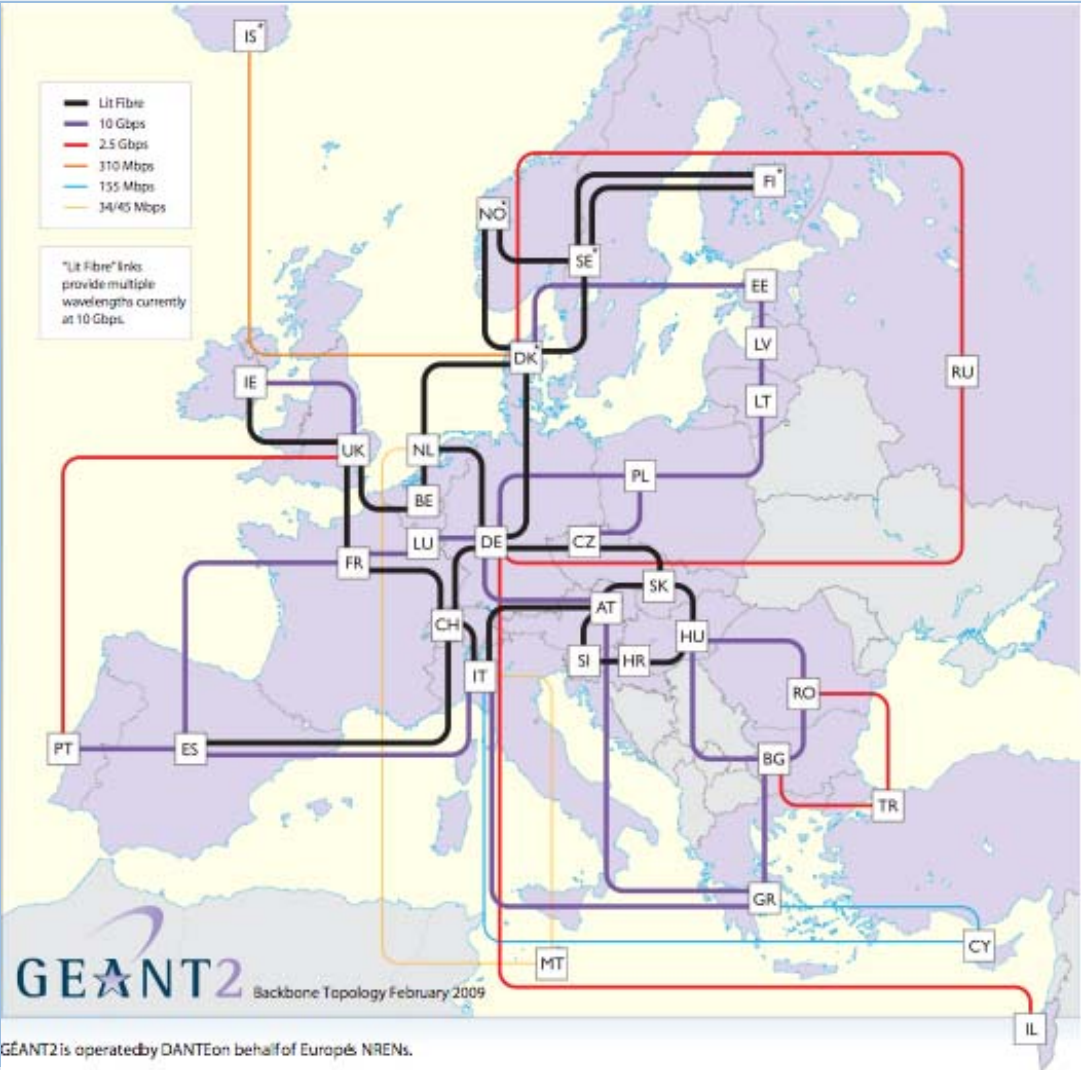 IS*
Lit Fibre
10 Gbps
2.5 Gbps
310 Mbps
155 Mbps
34/45 Mbps
"Lit Fibre" links
provide multiple
wavelengths currently
at 10 Gbps.
FI*
NO*
SE*
EE
LV
DK*
RU
IE
LT
UK
NL
PL
BE
LU
DE
CZ
FR
SK
AT
CH
HU
SI
HR
IT
RO
PT
ES
BG
TR
GR
CY
MT
GEANT2 Backbone Topology February 2009
IL
GÉANT2 is operated by DANTE on behalf of Europe's NRENs.